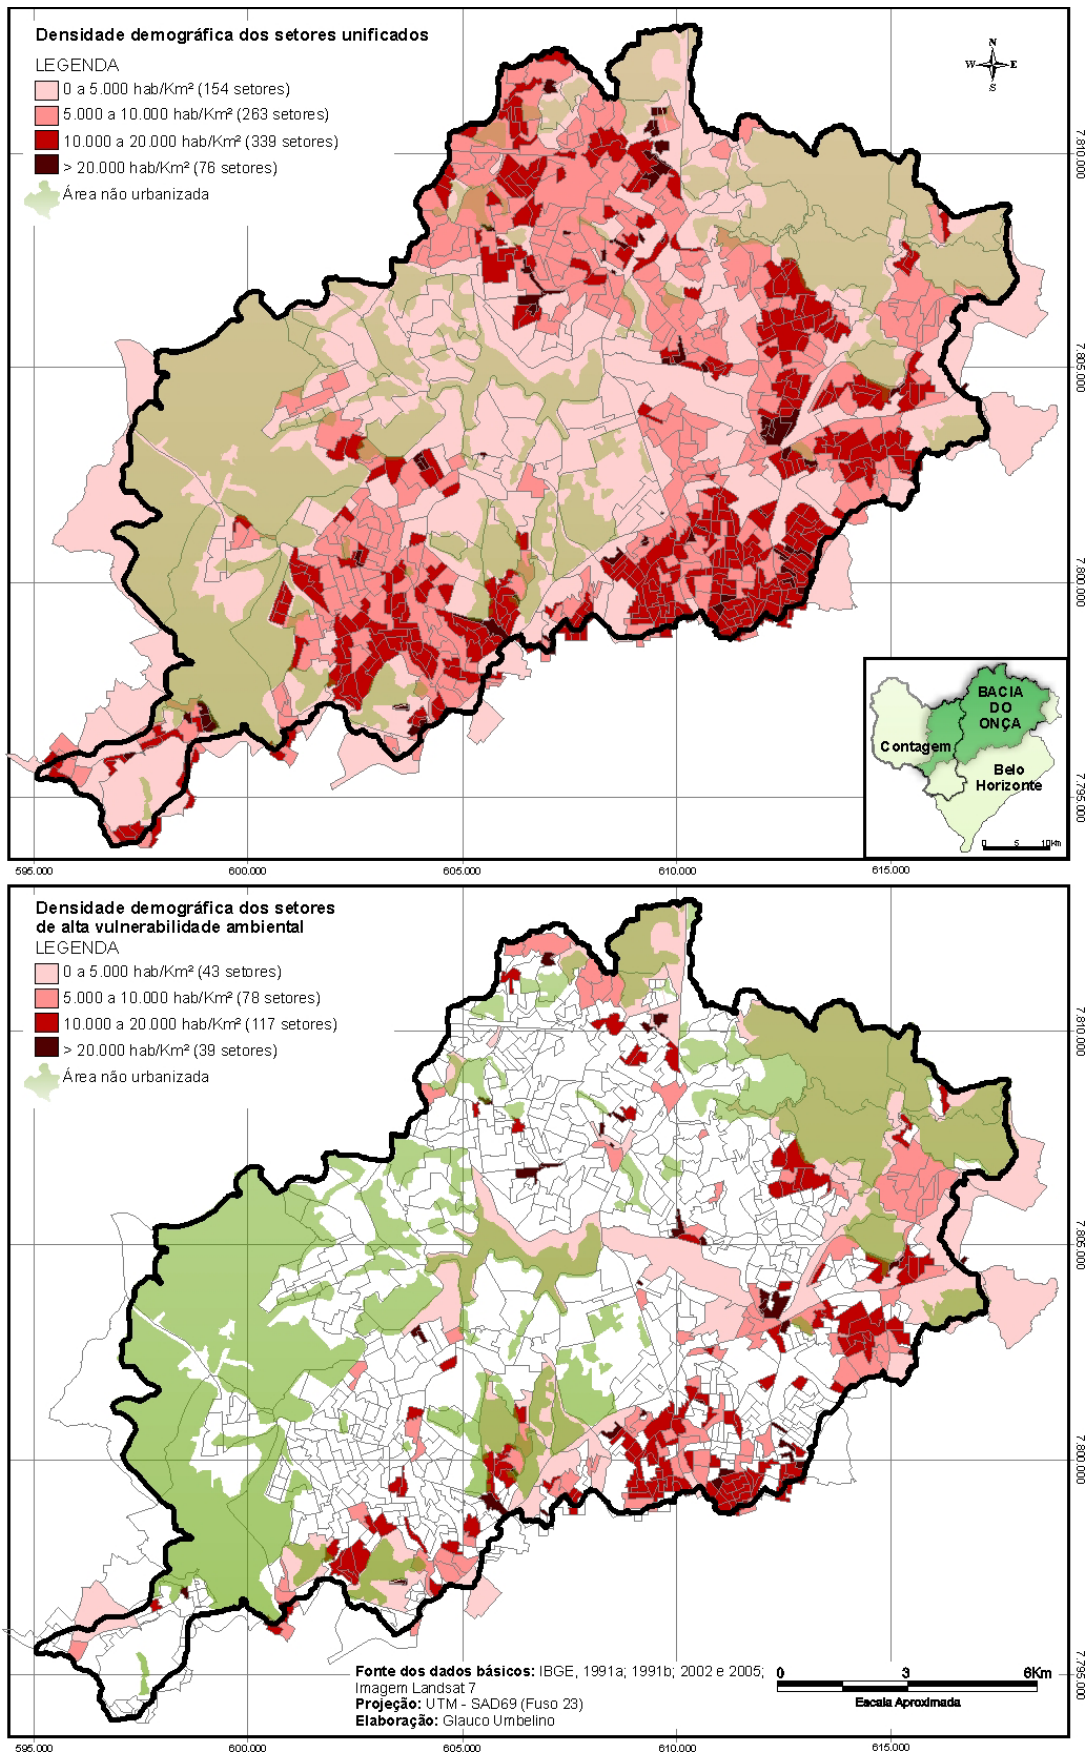 Densidade demográfica dos setores unificados
LEGENDA
0 a 5.000 hab/Km² (154 setores)
5.000 a 10.000 hab/Km² (263 setores)
10.000 a 20.000 hab/Km² (339 setores)
> 20.000 hab/Km² (76 setores)
Área não urbanizada
N
W E
S
7.810.000
7.805.000
7.800.000
7.795.000
BACIA
DO
ONÇA
Contagem
Belo
Horizonte
0 5 10Km
595.000 600.000 605.000 610.000 615.000
Densidade demográfica dos setores
de alta vulnerabilidade ambiental
LEGENDA
0 a 5.000 hab/Km² (43 setores)
5.000 a 10.000 hab/Km² (78 setores)
10.000 a 20.000 hab/Km² (117 setores)
> 20.000 hab/Km² (39 setores)
Área não urbanizada
7.810.000
7.805.000
7.800.000
7.795.000
Fonte dos dados básicos: IBGE, 1991a; 1991b; 2002 e 2005;
Imagem Landsat 7
Projeção: UTM - SAD69 (Fuso 23)
Elaboração: Glauco Umbelino
0 3 6Km
Escala Aproximada
595.000 600.000 605.000 610.000 615.000